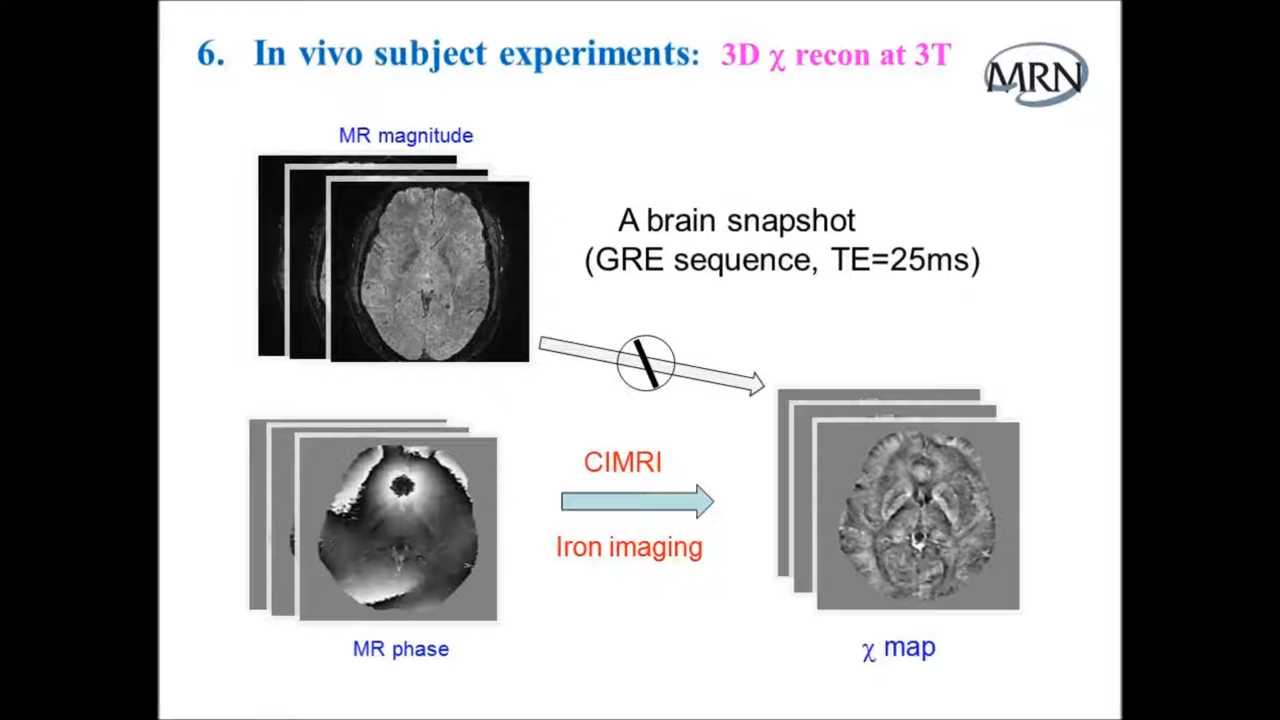 6. In vivo subject experiments: 3D χ recon at 3T
MRN
MR magnitude
A brain snapshot
(GRE sequence, TE=25ms)
CIMRI
Iron imaging
MR phase
χ map